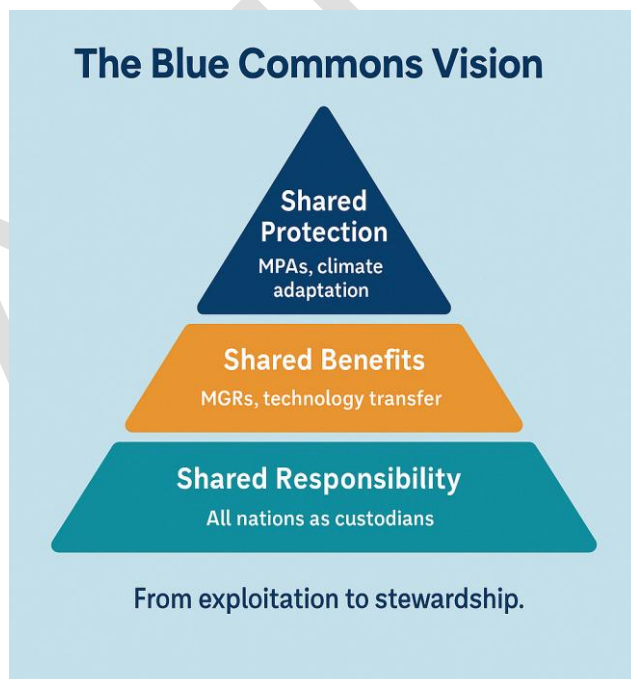 The Blue Commons Vision
Shared
Protection
MPAs, climate
adaptation
Shared Benefits
MGRs, technology transfer
Shared Responsibility
All nations as custodians
From exploitation to stewardship.